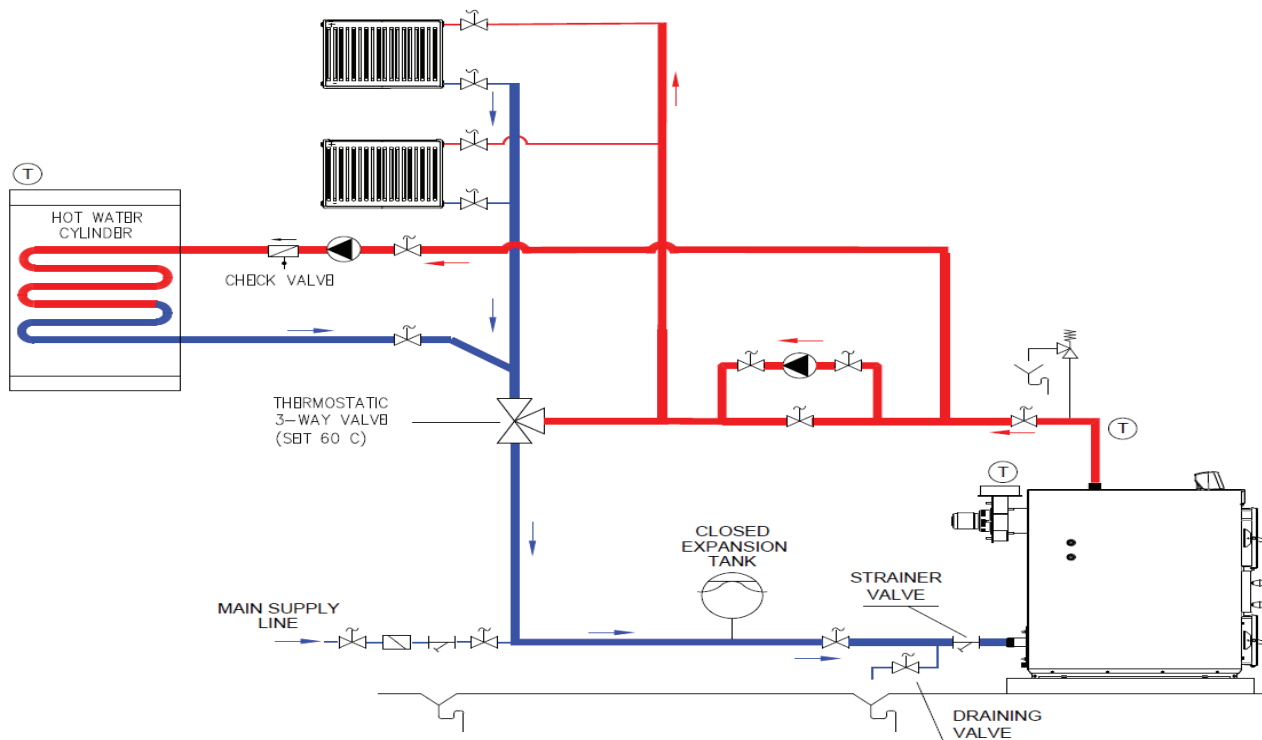 T
HOT WATER
CYLINDER
CHECK VALVE
THERMOSTATIC
3-WAY VALVE
(SET 60 C)
T
T
CLOSED
EXPANSION
TANK
STRAINER
VALVE
MAIN SUPPLY
LINE
DRAINING
VALVE